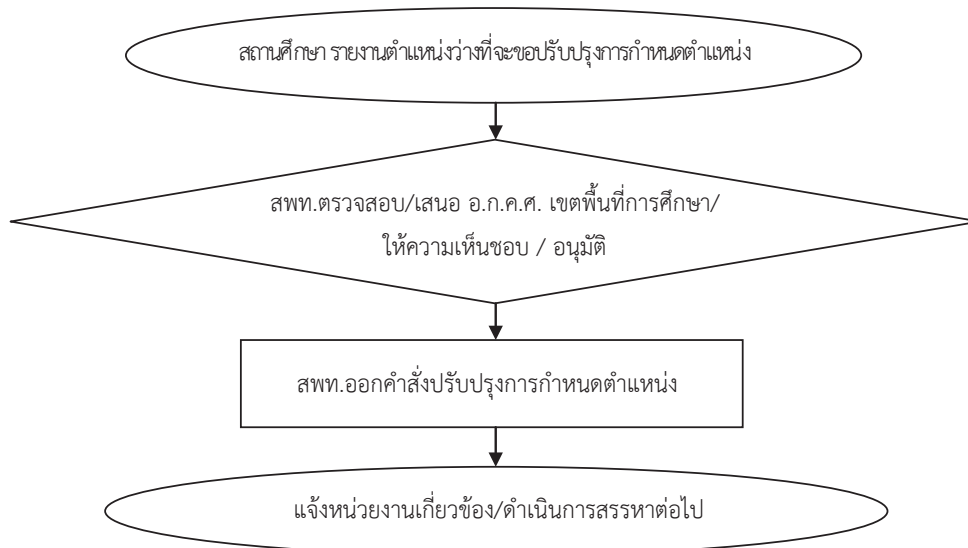 สถานศึกษา รายงานตำแหน่งว่างที่จะขอปรับปรุงการกำหนดตำแหน่ง
สพท.ตรวจสอบ/เสนอ อ.ก.ค.ศ. เขตพื้นที่การศึกษา/
ให้ความเห็นชอบ / อนุมัติ
สพท.ออกคำสั่งปรับปรุงการกำหนดตำแหน่ง
แจ้งหน่วยงานเกี่ยวข้อง/ดำเนินการสรรหาต่อไป